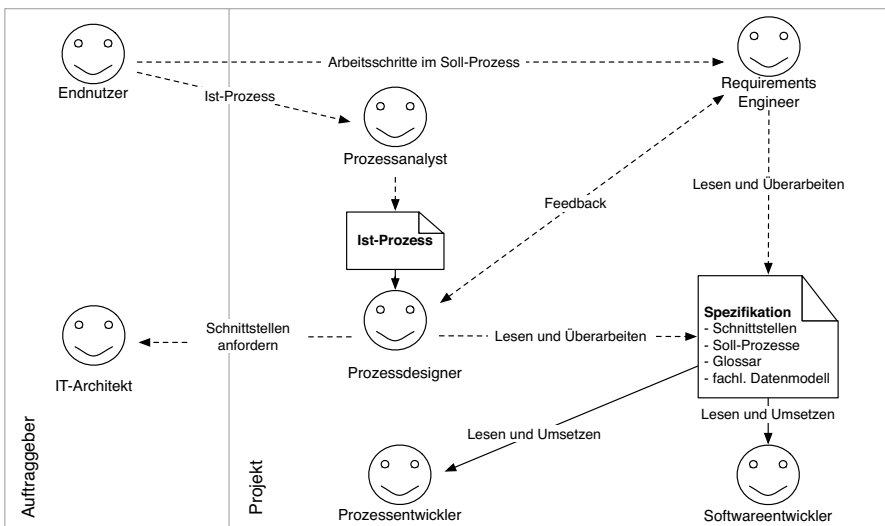 Endnutzer
Arbeitsschritte im Soll-Prozess
Requirements
Engineer
Ist-Prozess
Prozessanalyst
Lesen und Überarbeiten
Feedback
Ist-Prozess
Schnittstellen
anfordern
IT-Architekt
Prozessdesigner
Lesen und Überarbeiten
Spezifikation
- Schnittstellen
- Soll-Prozesse
- Glossar
- fachl. Datenmodell
Lesen und Umsetzen
Lesen und Umsetzen
Prozessentwickler
Softwareentwickler
Auftraggeber
Projekt